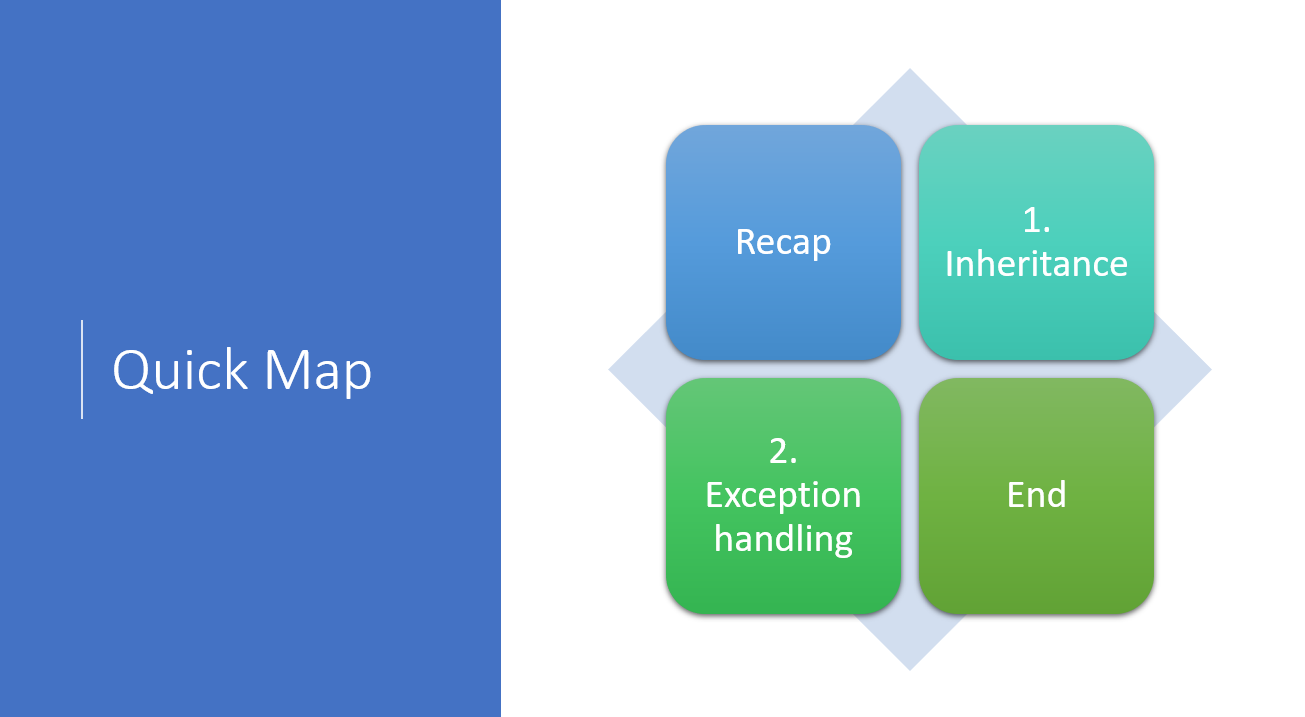 Quick Map
Recap
1.
Inheritance
2.
Exception
handling
End